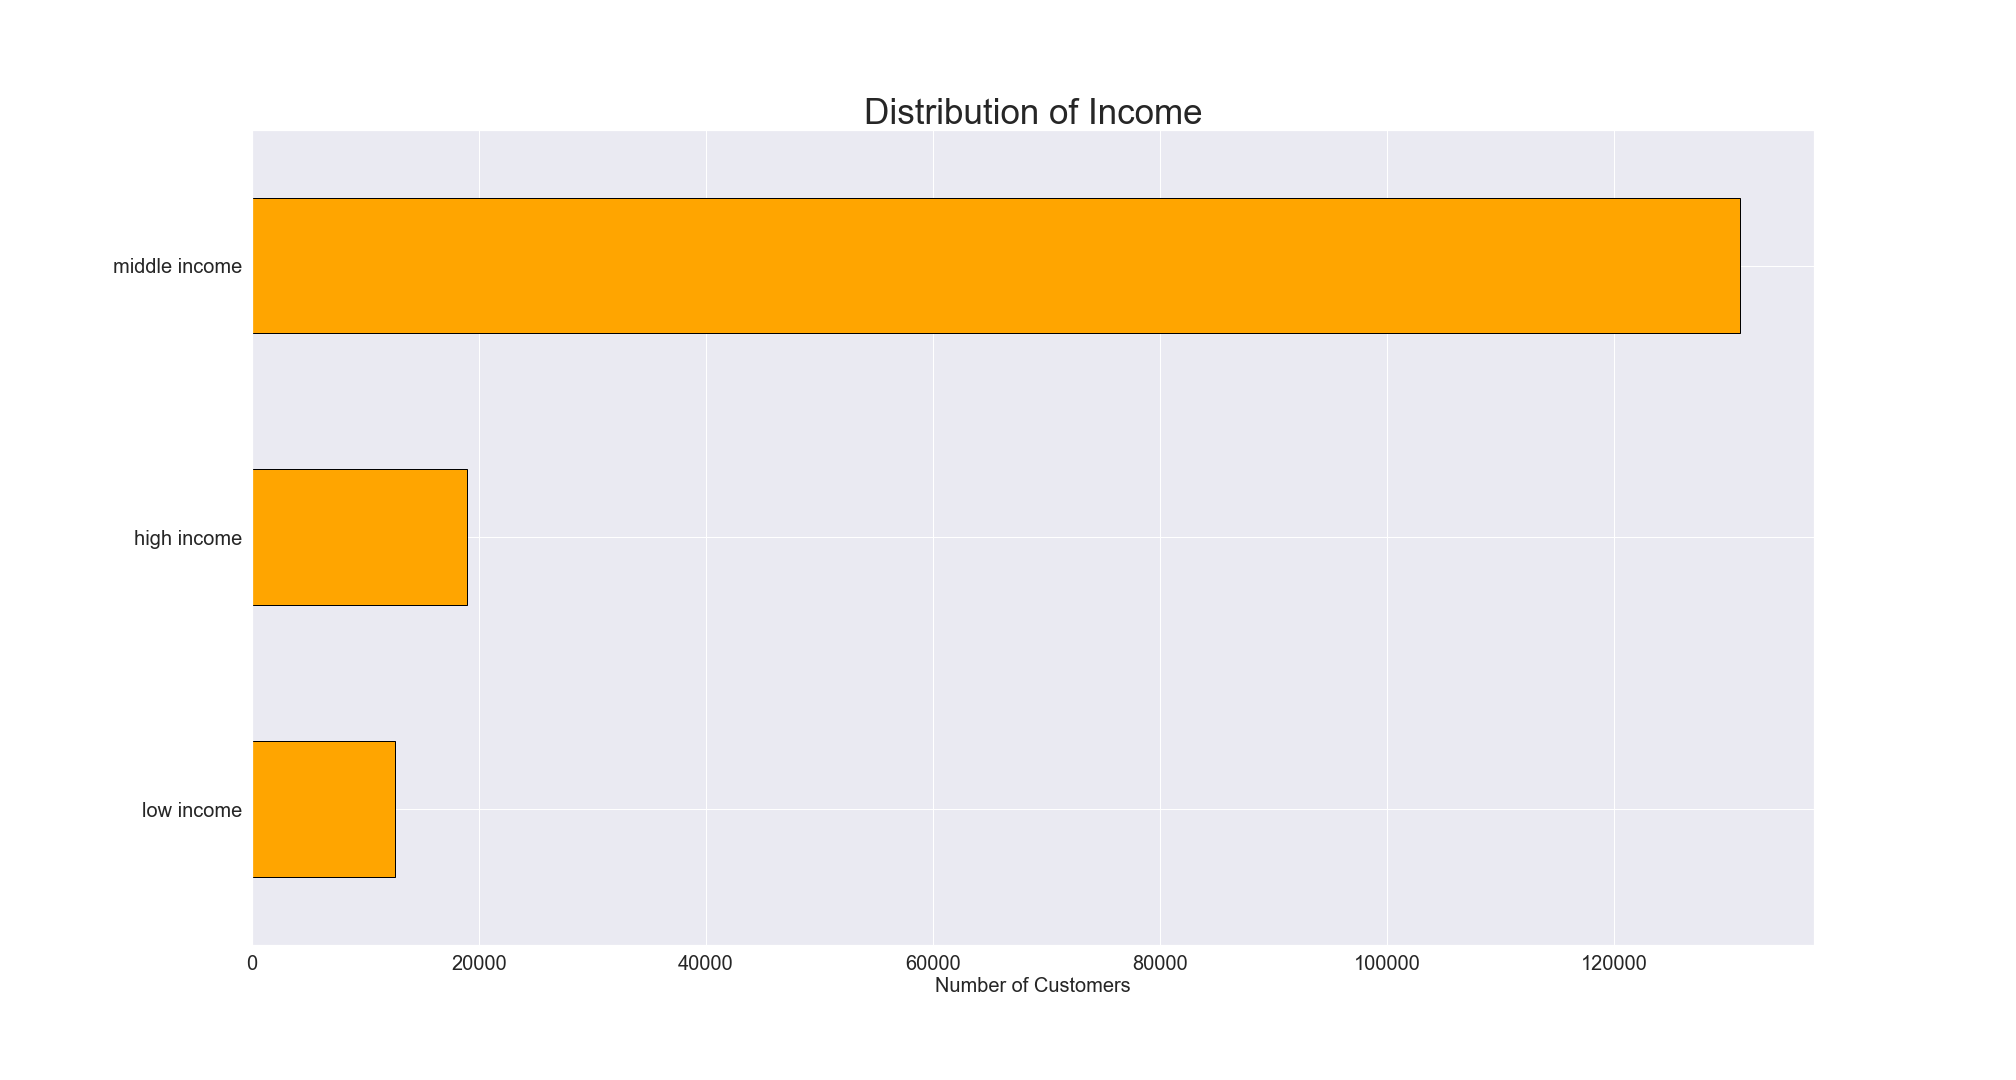 Distribution of Income
middle income
high income
low income
0 20000 40000 60000 80000 100000 120000
Number of Customers